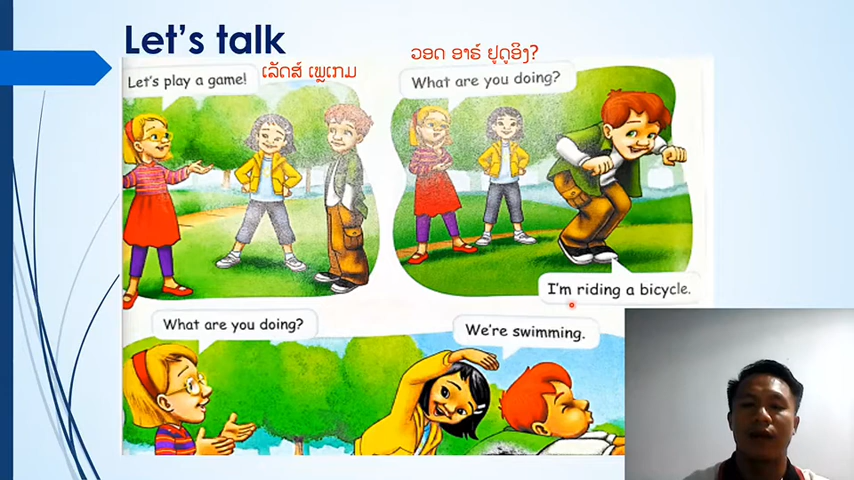 Let's talk
Let's play a game!
ເລັດສ໌ ເພຼເກມ
ວອດ ອາຣ໌ ຢູດູອິງ?
What are you doing?
I'm riding a bicycle.
What are you doing?
We're swimming.